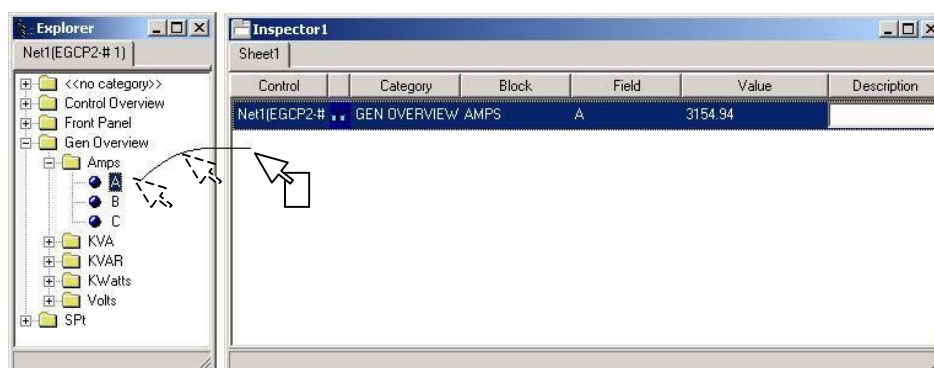 Explorer
Net1(EGCP2-# 1)
<<no category>>
Control Overview
Front Panel
Gen Overview
Amps
A
B
C
KVA
KVAR
KWatts
Volts
SPt
Inspector1
Sheet1
Control Category Block Field Value Description
Net1(EGCP2-# GEN OVERVIEW AMPS A 3154.94